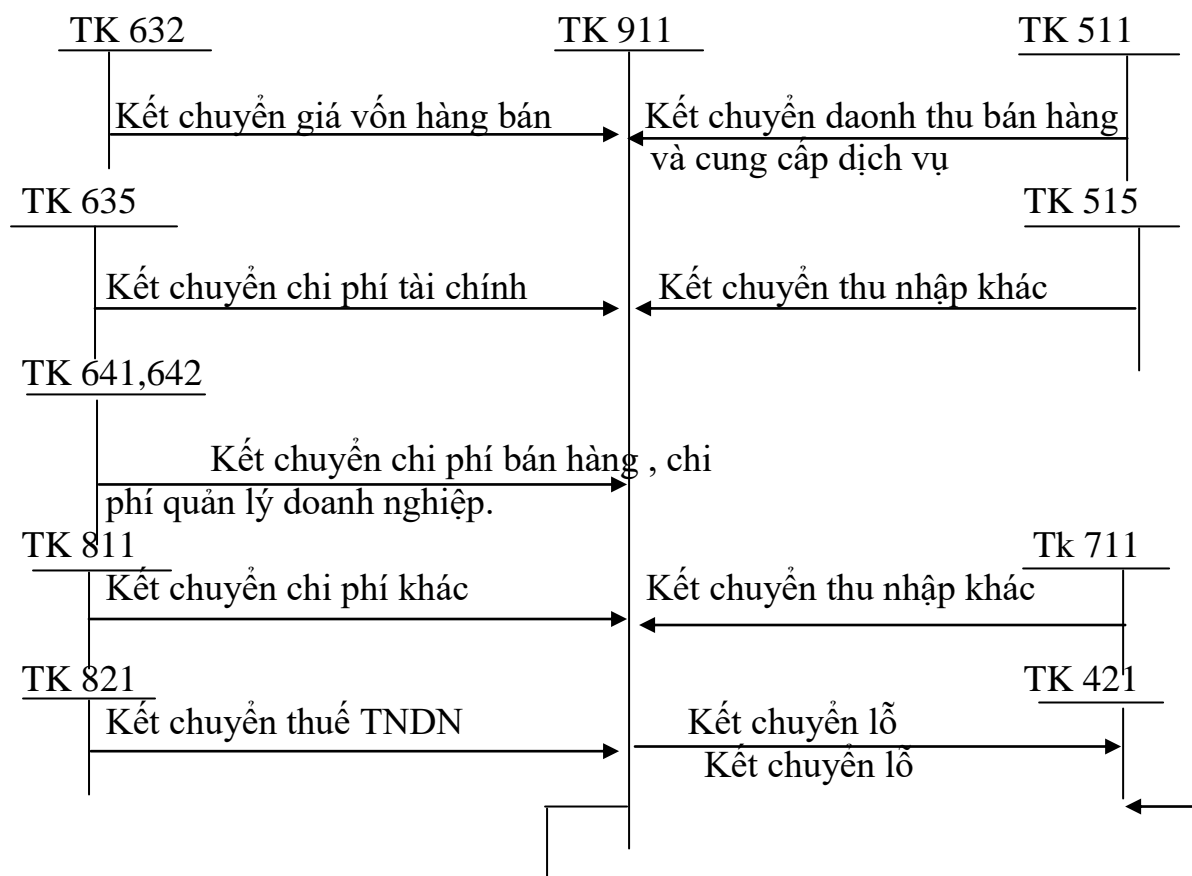 TK 632
TK 911
TK 511
Kết chuyển giá vốn hàng bán
Kết chuyển daonh thu bán hàng
và cung cấp dịch vụ
TK 635
TK 515
Kết chuyển chi phí tài chính
Kết chuyển thu nhập khác
TK 641,642
Kết chuyển chi phí bán hàng , chi
phí quản lý doanh nghiệp.
TK 811
Tk 711
Kết chuyển chi phí khác
Kết chuyển thu nhập khác
TK 821
TK 421
Kết chuyển thuế TNDN
Kết chuyển lỗ
Kết chuyển lỗ